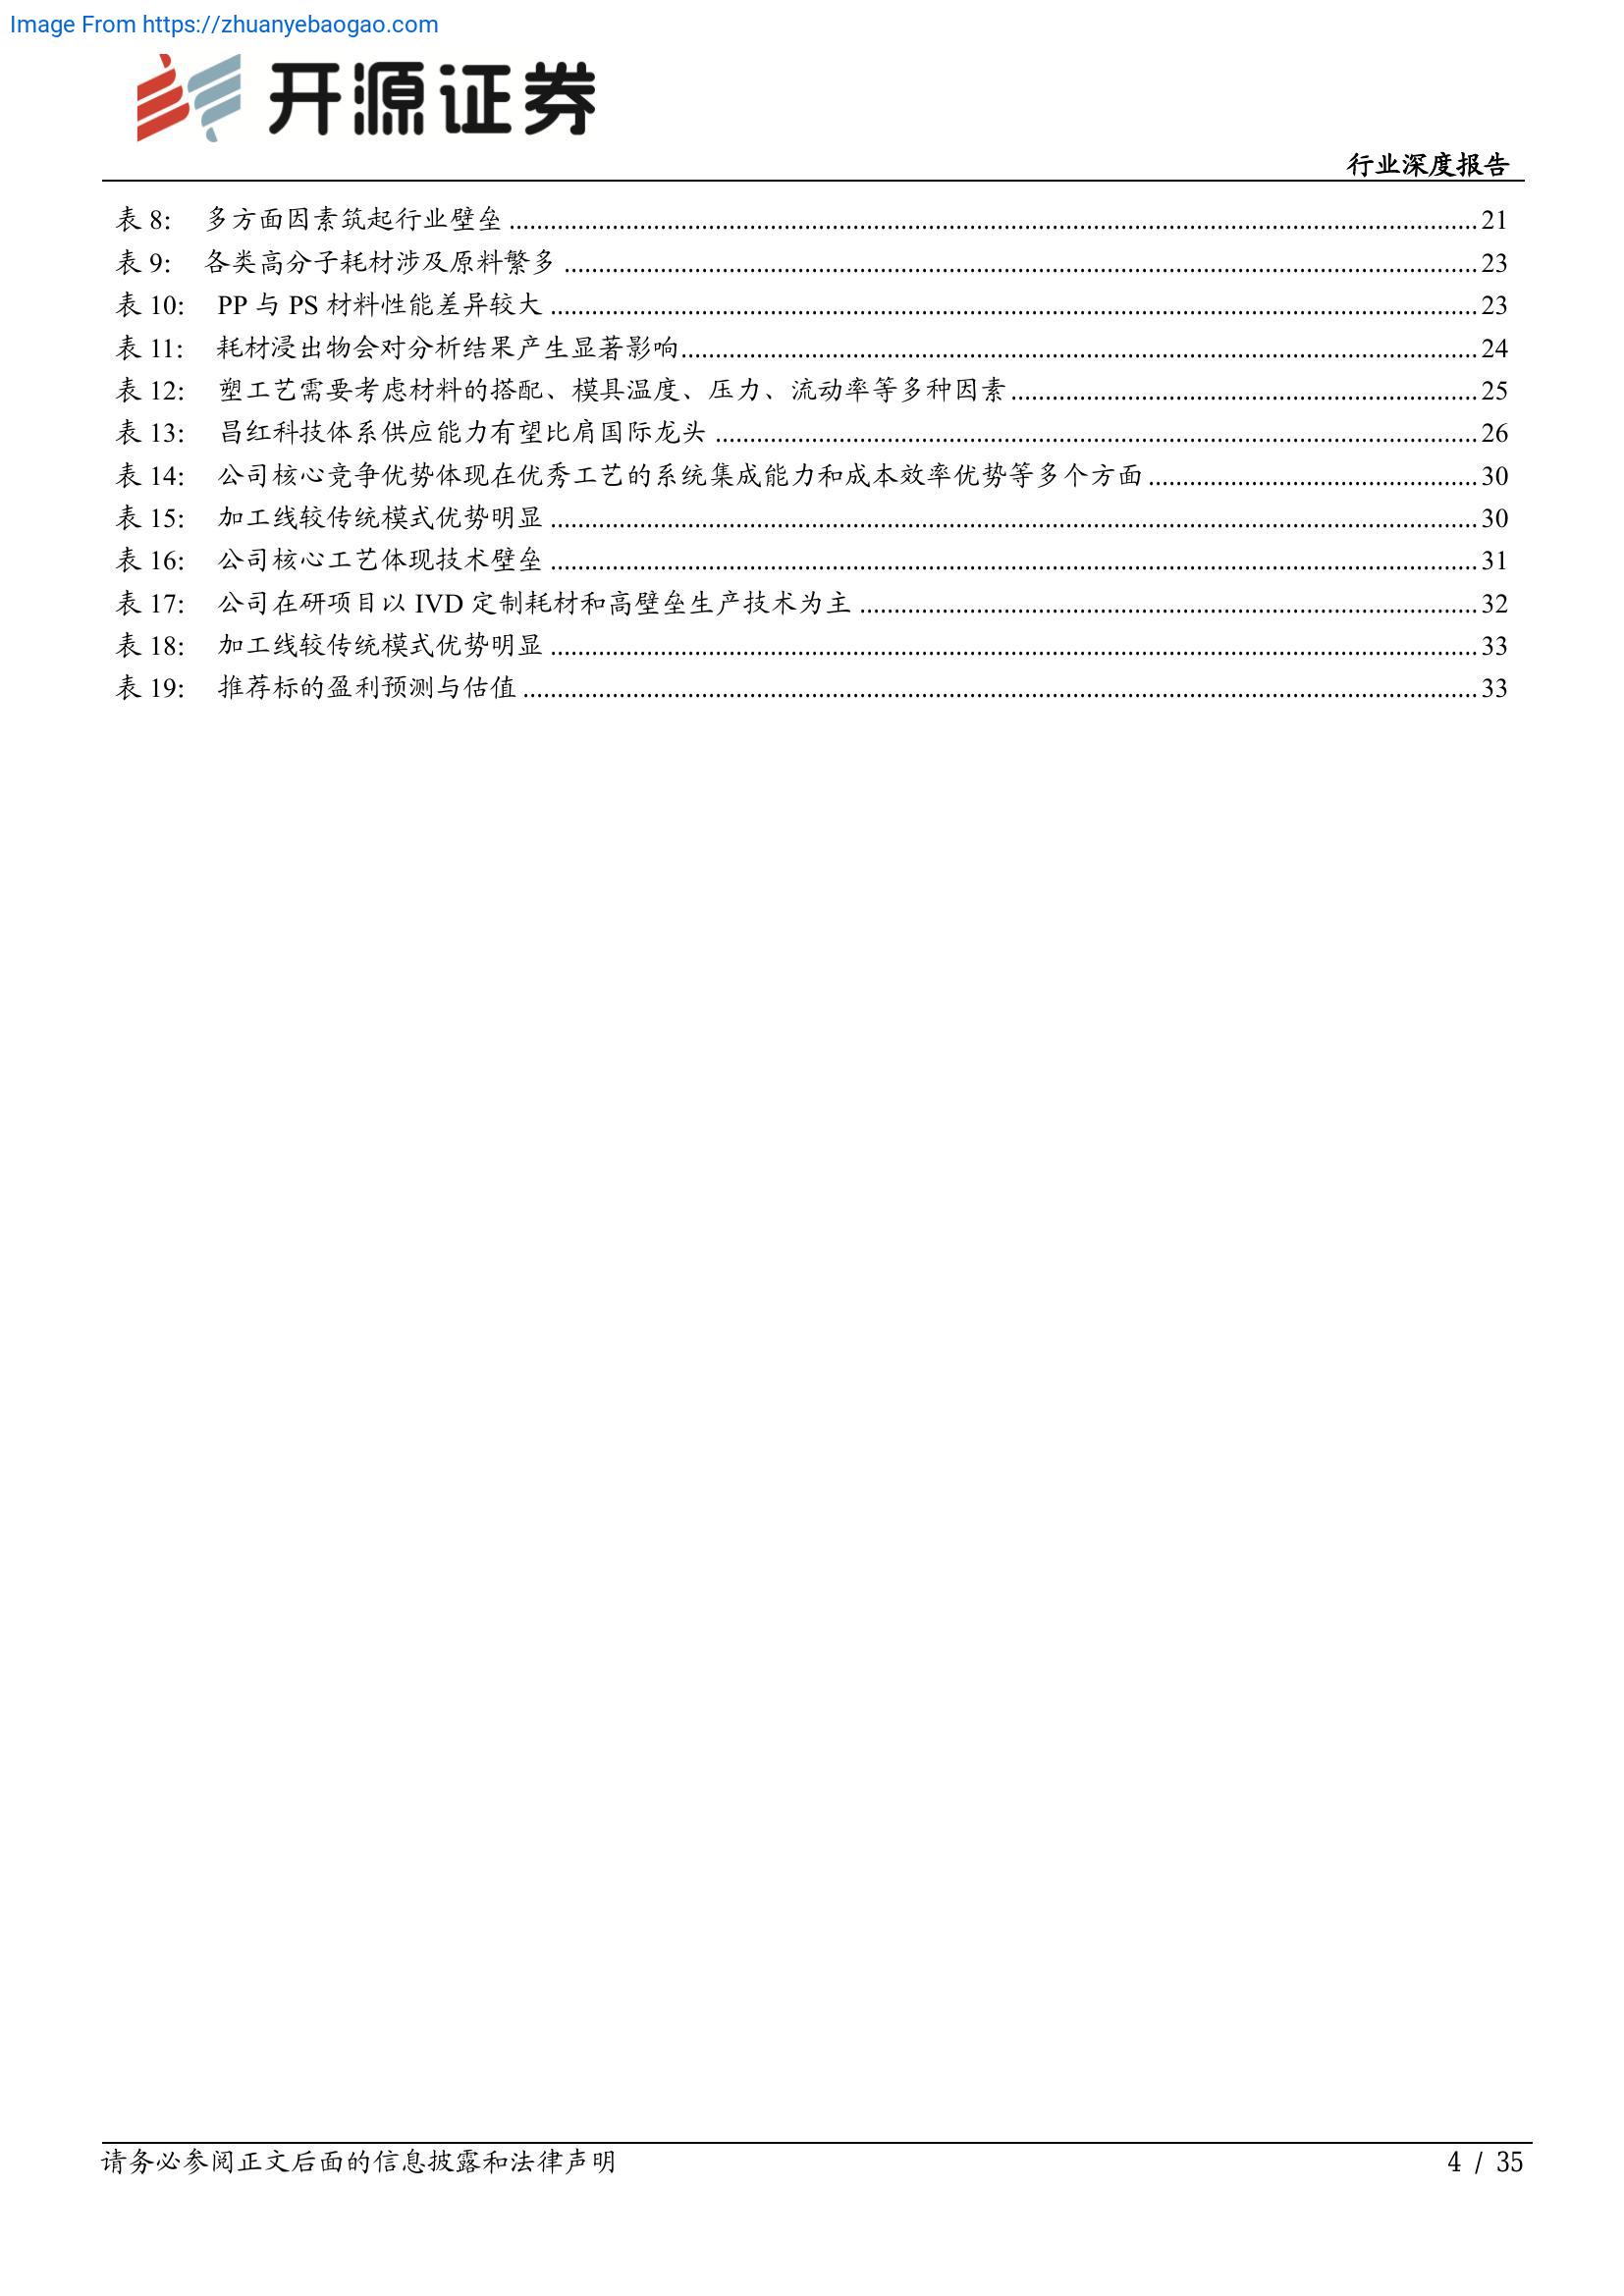 Image From https://zhuanyebaogao.com
开源证券
行业深度报告
表 8: 多方面因素筑起行业壁垒 ........ 21
表 9: 各类高分子耗材涉及原料繁多 ........ 23
表 10: PP 与 PS 材料性能差异较大 ........ 23
表 11: 耗材浸出物会对分析结果产生显著影响 ........ 24
表 12: 塑工艺需要考虑材料的搭配、模具温度、压力、流动率等多种因素 ........ 25
表 13: 昌红科技体系供应能力有望比肩国际龙头 ........ 26
表 14: 公司核心竞争优势体现在优秀工艺的系统集成能力和成本效率优势等多个方面 ........ 30
表 15: 加工线较传统模式优势明显 ........ 30
表 16: 公司核心工艺体现技术壁垒 ........ 31
表 17: 公司在研项目以 IVD 定制耗材和高壁垒生产技术为主 ........ 32
表 18: 加工线较传统模式优势明显 ........ 33
表 19: 推荐标的盈利预测与估值 ........ 33
请务必参阅正文后面的信息披露和法律声明
4 / 35